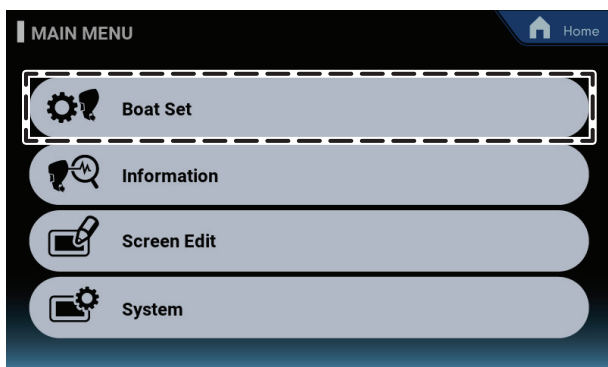 MAIN MENU
Home
Boat Set
Information
Screen Edit
System